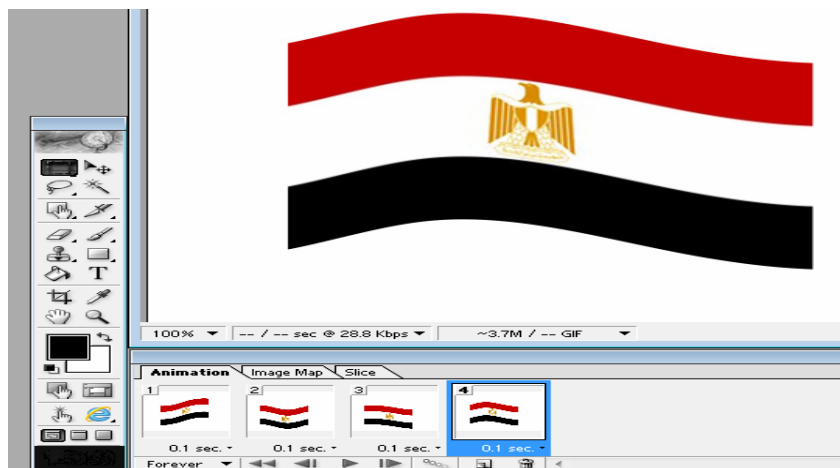 T
100% -- / -- sec @ 28.8 Kbps ~3.7M / -- GIF
Animation Image Map Slice
1 2 3 4
0.1 sec. 0.1 sec. 0.1 sec. 0.1 sec.
Forever